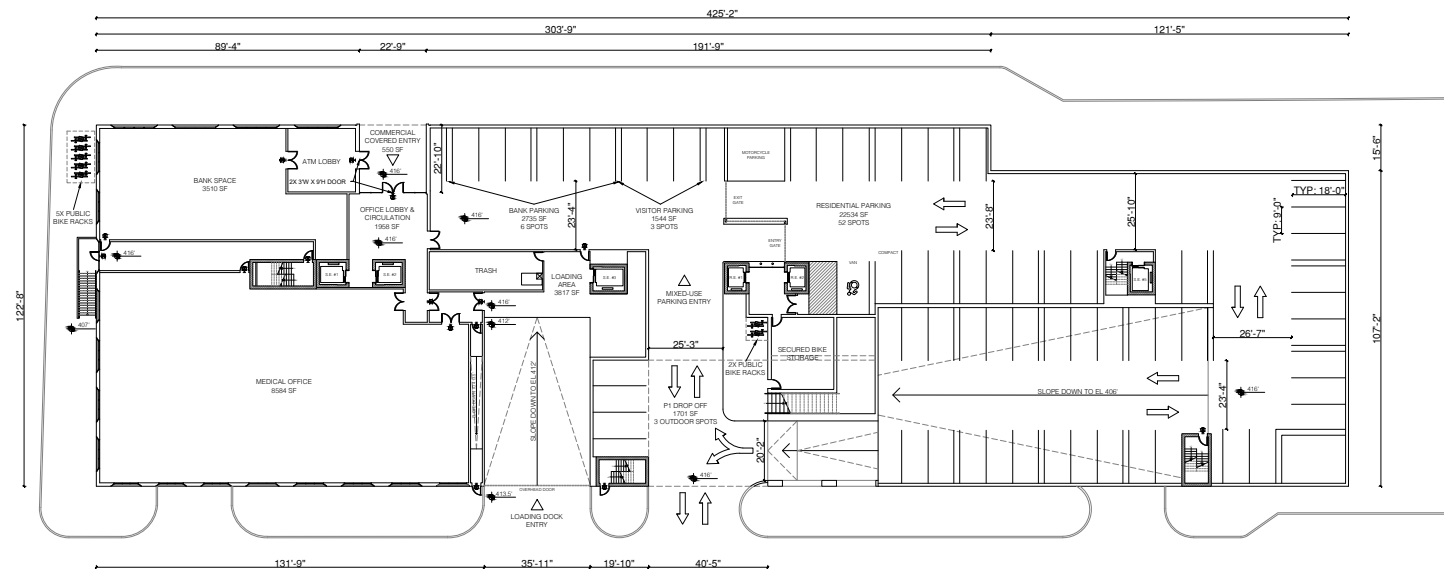 425'-2"
303'-9"
121'-5"
89'-4"
22'-9"
191'-9"
COMMERCIAL
COVERED ENTRY
550 SF
416'
22'-10"
ATM LOBBY
2X 3'W X 9'H DOOR
BANK SPACE
3510 SF
5X PUBLIC
BIKE RACKS
OFFICE LOBBY &
CIRCULATION
1958 SF
416'
416'
416'
BANK PARKING
2735 SF
6 SPOTS
23'-4"
VISITOR PARKING
1544 SF
3 SPOTS
MOTORCYCLE
PARKING
EXIT
GATE
ENTRY
GATE
RESIDENTIAL PARKING
22534 SF
52 SPOTS
COMPACT
VAN
23'-8"
25'-10"
TYP: 18'-0"
TYP: 9'-0"
15'-6"
107'-2"
122'-8"
407'
TRASH
LOADING
AREA
3817 SF
416'
412'
MIXED-USE
PARKING ENTRY
25'-3"
2X PUBLIC
BIKE RACKS
SECURED BIKE
STORAGE
26'-7"
MEDICAL OFFICE
8584 SF
SLOPE DOWN TO EL 412'
P1 DROP OFF
1701 SF
3 OUTDOOR SPOTS
SLOPE DOWN TO EL 406'
23'-4"
416'
20'-2"
416'
413.5'
OVERHEAD DOOR
LOADING DOCK
ENTRY
131'-9"
35'-11"
19'-10"
40'-5"